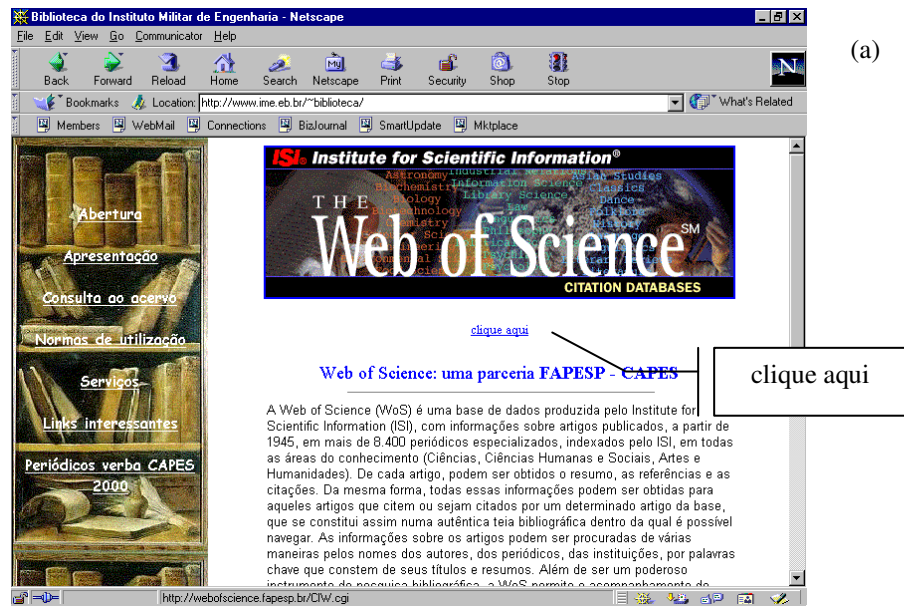 Biblioteca do Instituto Militar de Engenharia - Netscape
File Edit View Go Communicator Help
(a)
Back Forward Reload Home Search Netscape Print Security Shop Stop
Bookmarks Location: http://www.ime.eb.br/~biblioteca/ What's Related
Members WebMail Connections BizJournal SmartUpdate Mktplace
ISI® Institute for Scientific Information®
THE
Web of Science SM
CITATION DATABASES
Abertura
Apresentação
Consulta ao acervo
Normas de utilização
Serviços
Links interessantes
Periódicos verba CAPES
2000
clique aqui
clique aqui
Web of Science: uma parceria FAPESP - CAPES
A Web of Science (WoS) é uma base de dados produzida pelo Institute for
Scientific Information (ISI), com informações sobre artigos publicados, a partir de
1945, em mais de 8.400 periódicos especializados, indexados pelo ISI, em todas
as áreas do conhecimento (Ciências, Ciências Humanas e Sociais, Artes e
Humanidades). De cada artigo, podem ser obtidos o resumo, as referências e as
citações. Da mesma forma, todas essas informações podem ser obtidas para
aqueles artigos que citem ou sejam citados por um determinado artigo da base,
que se constitui assim numa autêntica teia bibliográfica dentro da qual é possível
navegar. As informações sobre os artigos podem ser procuradas de várias
maneiras pelos nomes dos autores, dos periódicos, das instituições, por palavras
chave que constem de seus títulos e resumos. Além de ser um poderoso
instrumento de pesquisa bibliográfica, a WoS permite o acompanhamento de
http://webofscience.fapesp.br/CIW.cgi